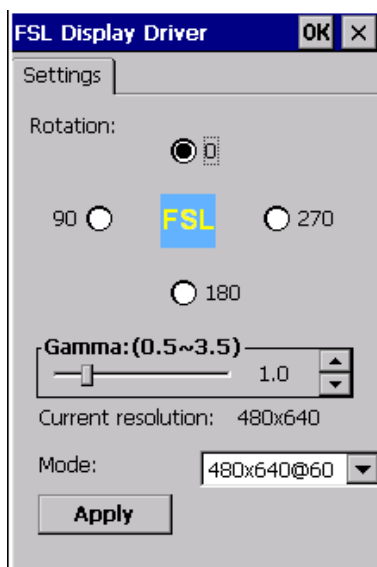 FSL Display Driver OK ×
Settings
Rotation:
0
90 FSL 270
180
Gamma:(0.5~3.5)
1.0
Current resolution: 480x640
Mode: 480x640@60
Apply